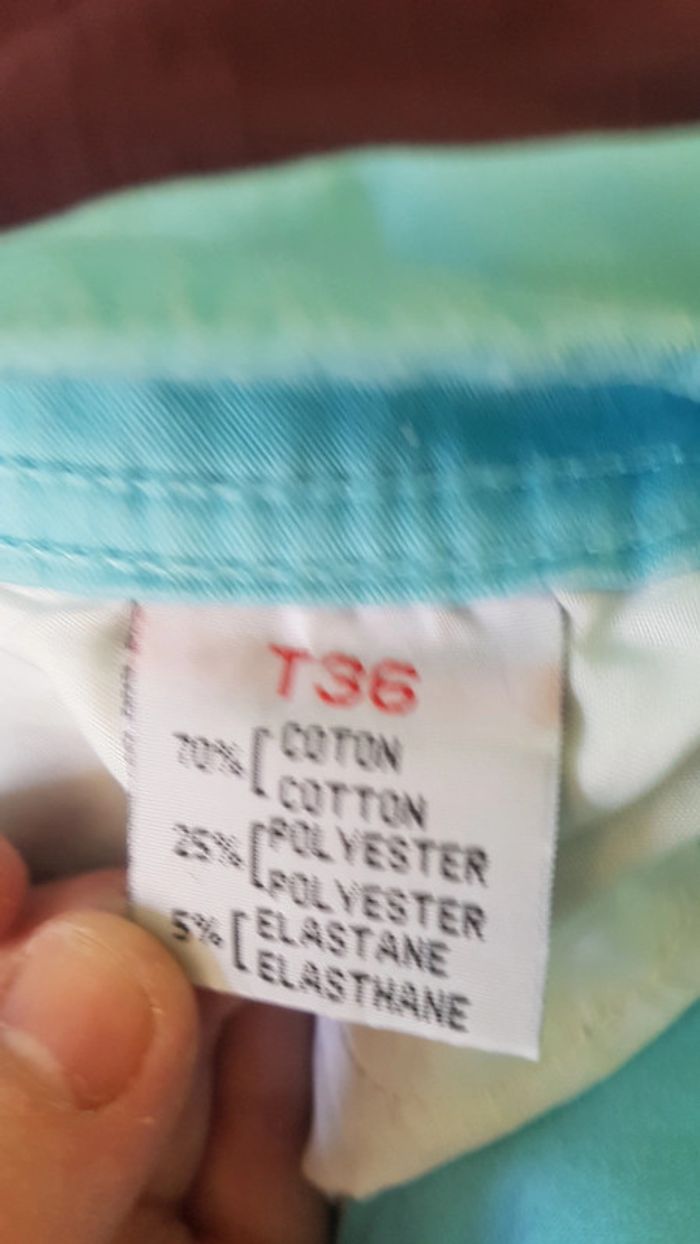 T36
70% [ COTON
COTTON
25% [ POLYESTER
POLYESTER
5% [ ELASTANE
ELASTHANE